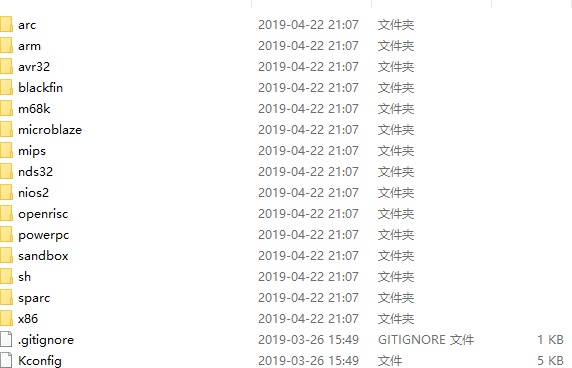 arc 2019-04-22 21:07 文件夹
arm 2019-04-22 21:07 文件夹
avr32 2019-04-22 21:07 文件夹
blackfin 2019-04-22 21:07 文件夹
m68k 2019-04-22 21:07 文件夹
microblaze 2019-04-22 21:07 文件夹
mips 2019-04-22 21:07 文件夹
nds32 2019-04-22 21:07 文件夹
nios2 2019-04-22 21:07 文件夹
openrisc 2019-04-22 21:07 文件夹
powerpc 2019-04-22 21:07 文件夹
sandbox 2019-04-22 21:07 文件夹
sh 2019-04-22 21:07 文件夹
sparc 2019-04-22 21:07 文件夹
x86 2019-04-22 21:07 文件夹
.gitignore 2019-03-26 15:49 GITIGNORE 文件 1 KB
Kconfig 2019-03-26 15:49 文件 5 KB